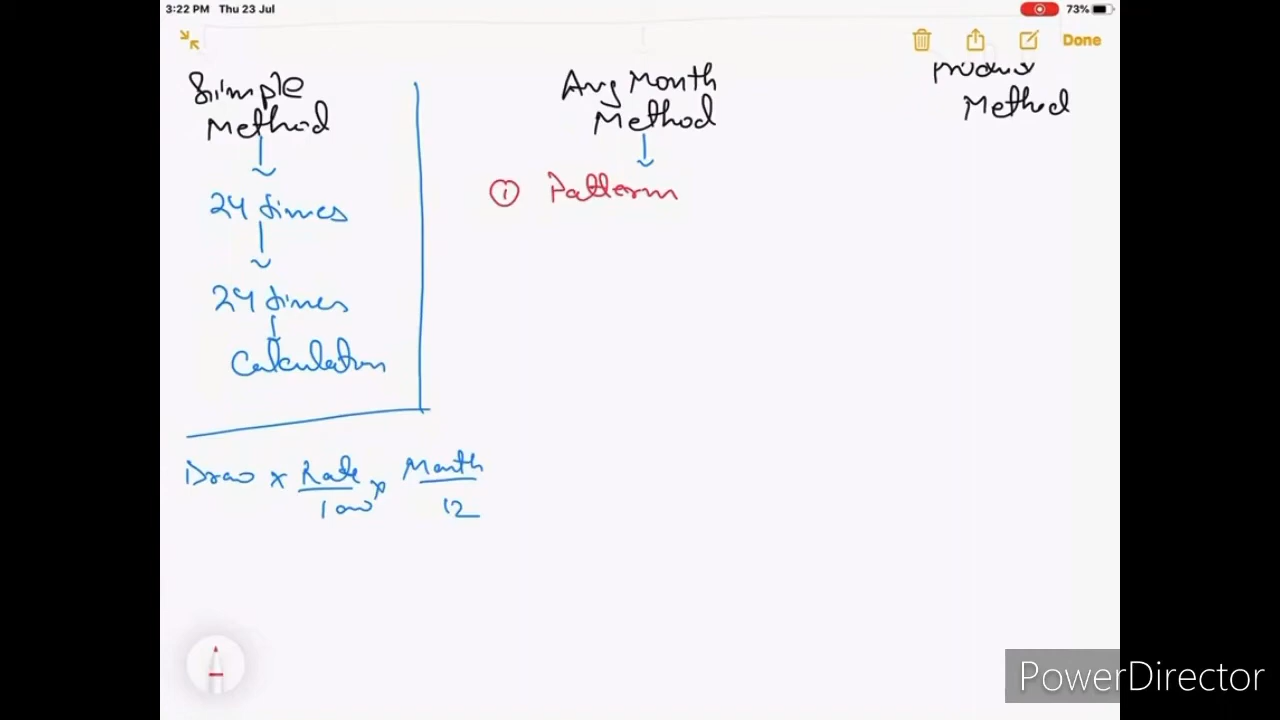 3:22 PM Thu 23 Jul
73%
Done
Simple
Method
24 times
24 times
Calculation
Avg Month
Method
① Pattern
Product
Method
Draw × Rate/100 × Month/12
PowerDirector